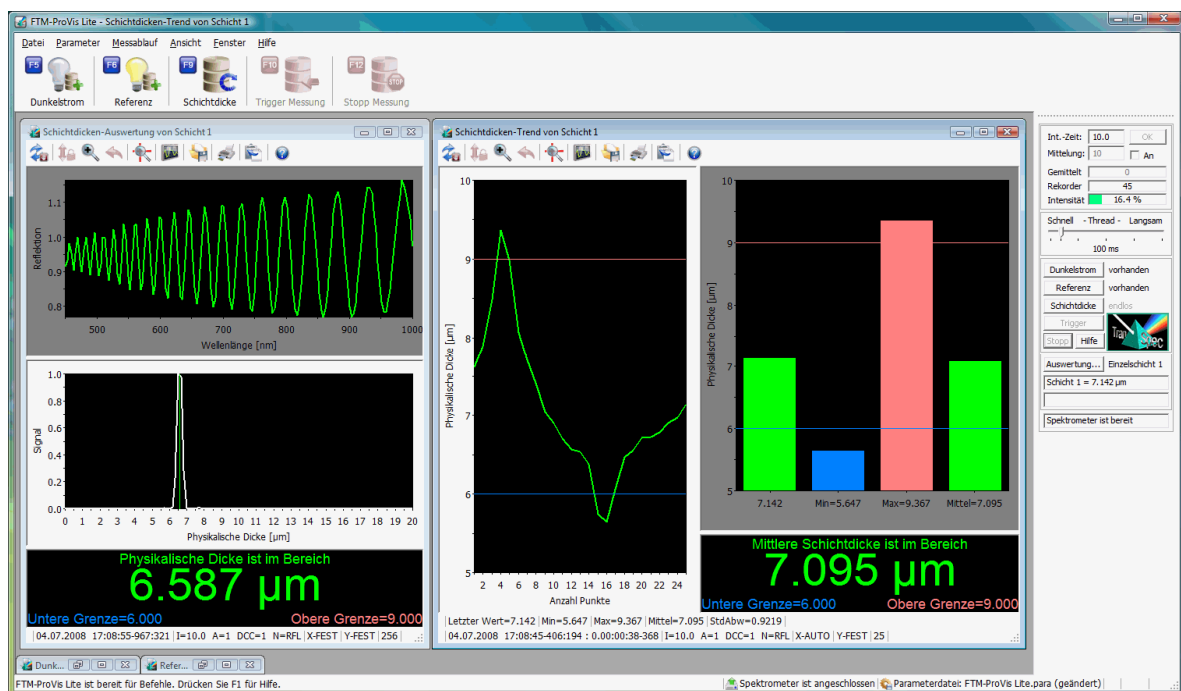 FTM-ProVis Lite - Schichtdicken-Trend von Schicht 1
Datei Parameter Messablauf Ansicht Fenster Hilfe
F5 F6 F9 F10 F12
STOP
Dunkelstrom Referenz Schichtdicke Trigger Messung Stopp Messung
Schichtdicken-Auswertung von Schicht 1
Reflektion
1.1
1.0
0.9
0.8
500 600 700 800 900 1000
Wellenlänge [nm]
Signal
1.0
0.8
0.6
0.4
0.2
0.0
0 1 2 3 4 5 6 7 8 9 10 11 12 13 14 15 16 17 18 19 20
Physikalische Dicke [µm]
Physikalische Dicke ist im Bereich
6.587 µm
Untere Grenze=6.000 Obere Grenze=9.000
04.07.2008 17:08:55-967:321 I=10.0 A=1 DCC=1 N=RFL X-FEST Y-FEST 256
Schichtdicken-Trend von Schicht 1
Physikalische Dicke [µm]
10
9
8
7
6
5
2 4 6 8 10 12 14 16 18 20 22 24
Anzahl Punkte
Physikalische Dicke [µm]
10
9
8
7
6
5
7.142 Min=5.647 Max=9.367 Mittel=7.095
Mittlere Schichtdicke ist im Bereich
7.095 µm
Untere Grenze=6.000 Obere Grenze=9.000
Letzter Wert=7.142 Min=5.647 Max=9.367 Mittel=7.095 StdAbw=0.9219
04.07.2008 17:08:45-406:194 : 0.00:00:38-368 I=10.0 A=1 DCC=1 N=RFL X-AUTO Y-FEST 25
Int.-Zeit: 10.0 OK
Mittelung: 10 An
Gemittelt 0
Rekorder 45
Intensität 16.4 %
Schnell - Thread - Langsam
100 ms
Dunkelstrom vorhanden
Referenz vorhanden
Schichtdicke endlos
Trigger
Stopp Hilfe
Auswertung... Einzelschicht 1
Schicht 1 = 7.142 µm
Spektrometer ist bereit
Dunk... Refer...
FTM-ProVis Lite ist bereit für Befehle. Drücken Sie F1 für Hilfe.
Spektrometer ist angeschlossen Parameterdatei: FTM-ProVis Lite.para (geändert)